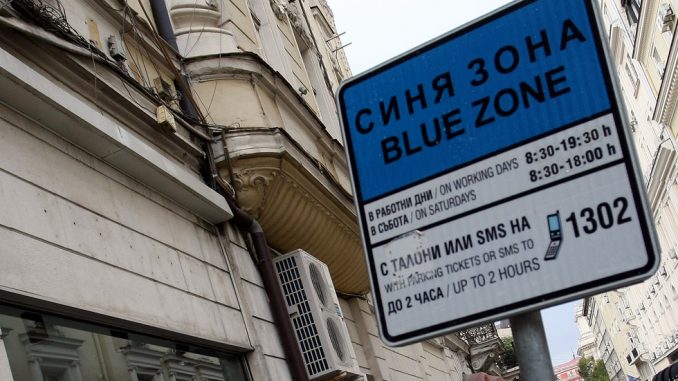 СИНЯ ЗОНА
BLUE ZONE
В РАБОТНИ ДНИ / ON WORKING DAYS 8:30-19:30 h
В СЪБОТА / ON SATURDAYS 8:30-18:00 h
С ТАЛОНИ ИЛИ SMS НА 1302
WITH PARKING TICKETS OR SMS TO
ДО 2 ЧАСА / UP TO 2 HOURS